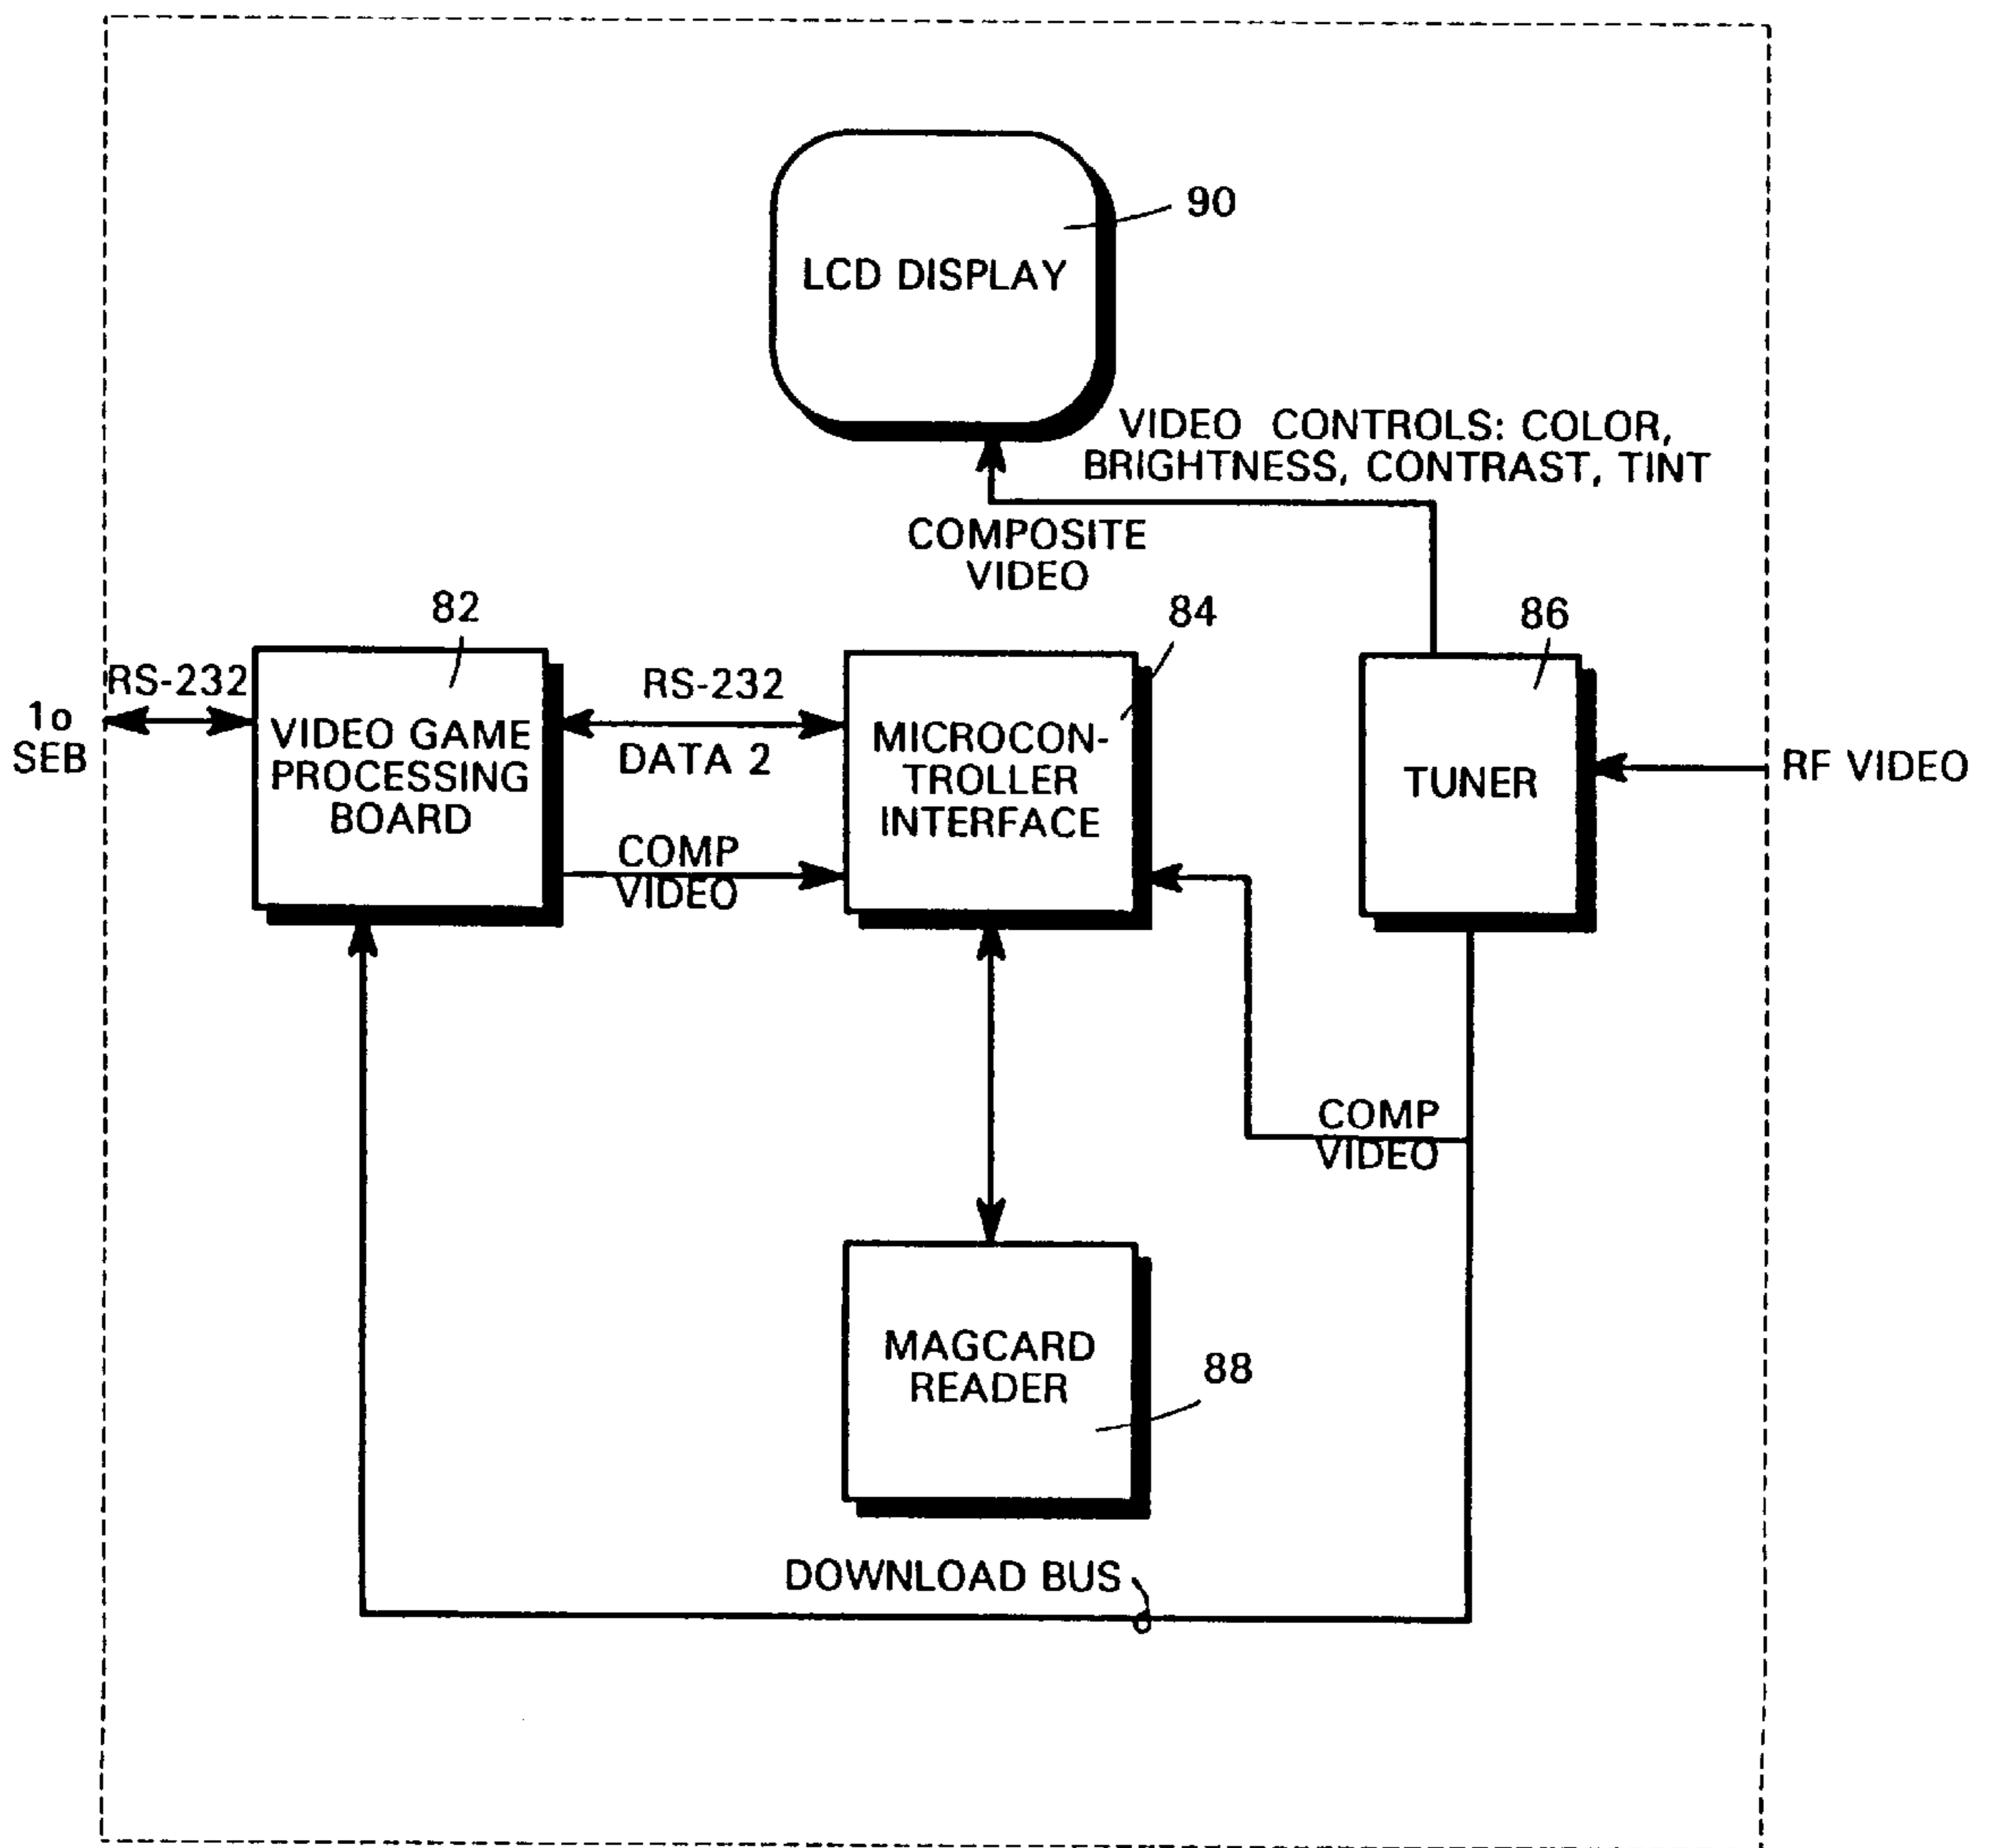 90
LCD DISPLAY
VIDEO CONTROLS: COLOR,
BRIGHTNESS, CONTRAST, TINT
COMPOSITE
VIDEO
82
84
86
RS-232
1o
SEB
VIDEO GAME
PROCESSING
BOARD
RS-232
DATA 2
COMP
VIDEO
MICROCON-
TROLLER
INTERFACE
TUNER
RF VIDEO
COMP
VIDEO
MAGCARD
READER
88
DOWNLOAD BUS